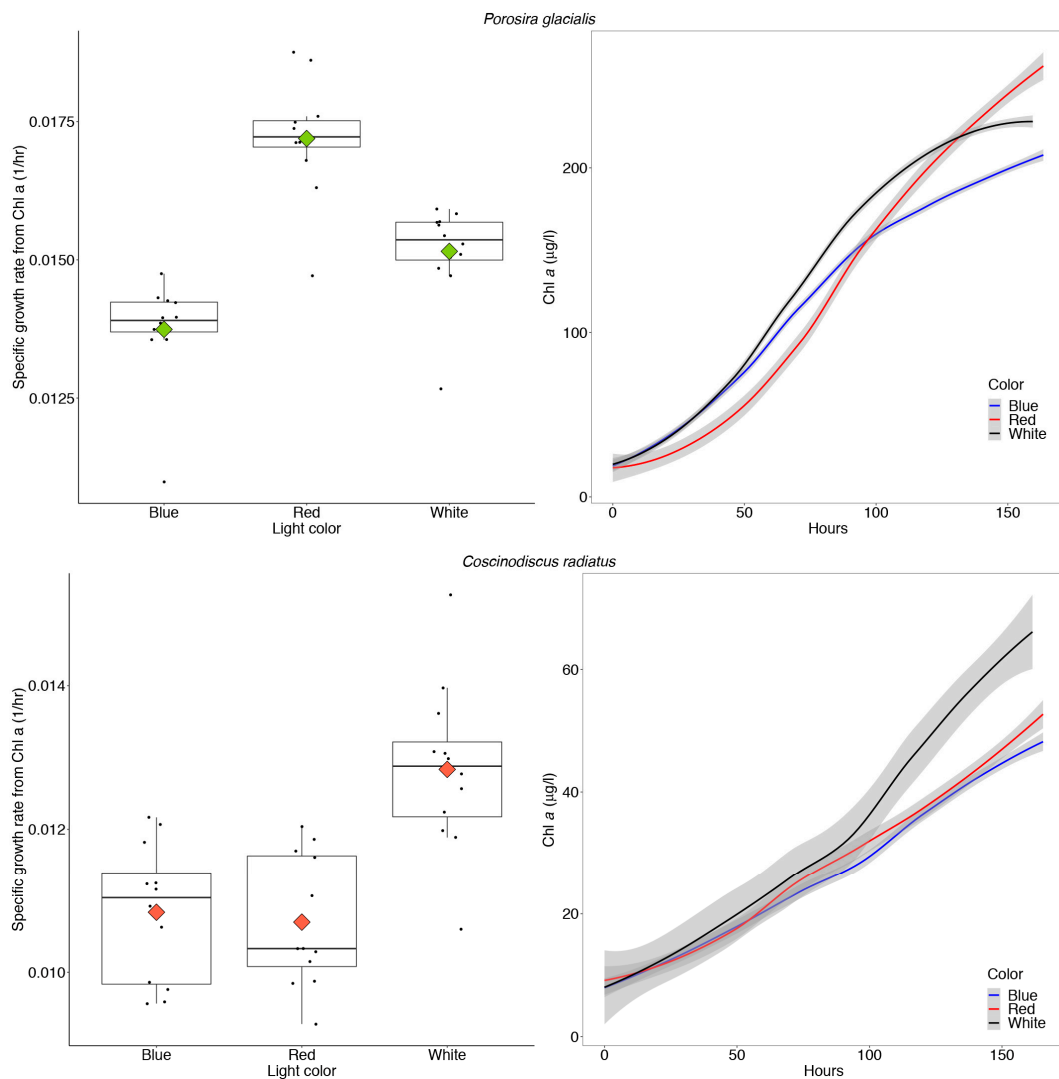 Porosira glacialis
Specific growth rate from Chl a (1/hr)
0.0175
0.0150
0.0125
Blue
Red
White
Light color
Chl a (µg/l)
200
100
0
0
50
100
150
Hours
Color
Blue
Red
White
Coscinodiscus radiatus
Specific growth rate from Chl a (1/hr)
0.014
0.012
0.010
Blue
Red
White
Light color
Chl a (µg/l)
60
40
20
0
0
50
100
150
Hours
Color
Blue
Red
White